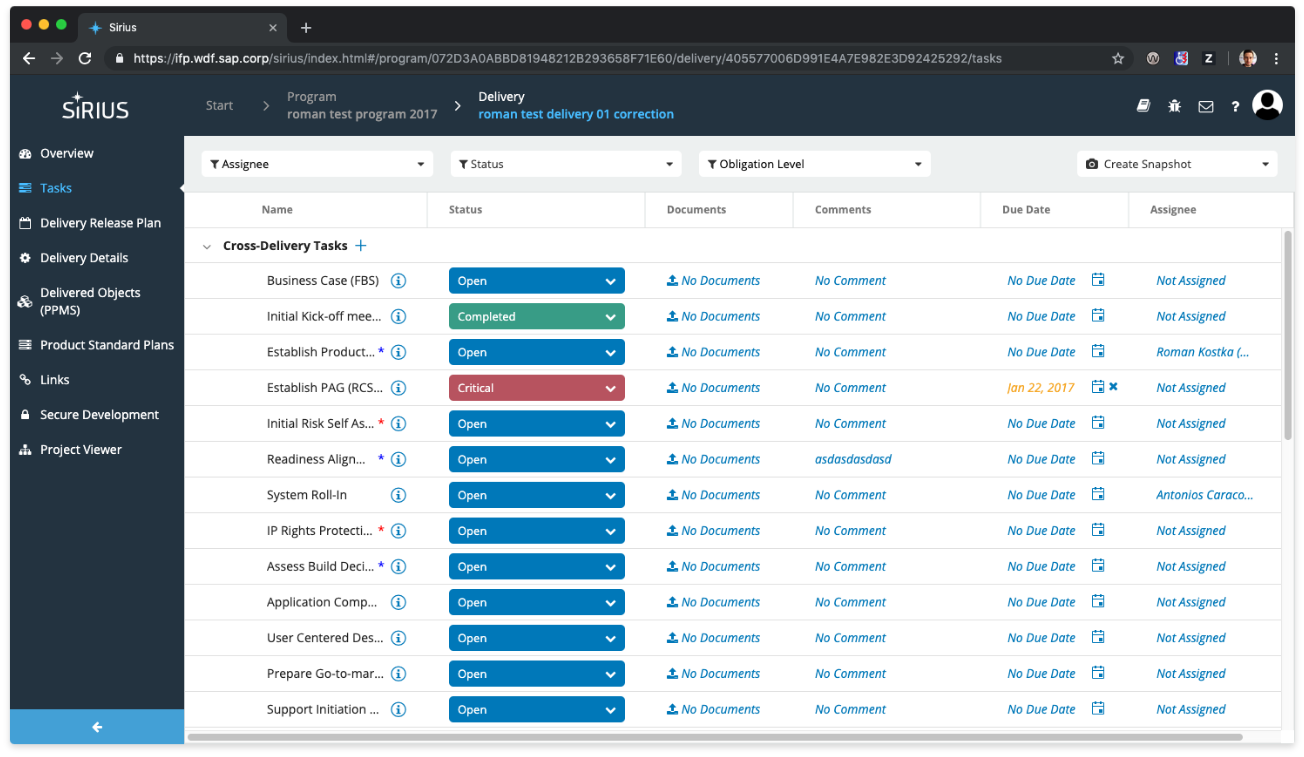 Sirius
https://ifp.wdf.sap.corp/sirius/index.html#/program/072D3A0ABBD81948212B293658F71E60/delivery/405577006D991E4A7E982E3D92425292/tasks
SiRIUS
Start
Program
roman test program 2017
Delivery
roman test delivery 01 correction
Overview
Tasks
Delivery Release Plan
Delivery Details
Delivered Objects
(PPMS)
Product Standard Plans
Links
Secure Development
Project Viewer
Assignee Status Obligation Level Create Snapshot
Name Status Documents Comments Due Date Assignee
Cross-Delivery Tasks +
Business Case (FBS) Open No Documents No Comment No Due Date Not Assigned
Initial Kick-off mee... Completed No Documents No Comment No Due Date Not Assigned
Establish Product... * Open No Documents No Comment No Due Date Roman Kostka (...
Establish PAG (RCS... Critical No Documents No Comment Jan 22, 2017 Not Assigned
Initial Risk Self As... * Open No Documents No Comment No Due Date Not Assigned
Readiness Align... * Open No Documents asdasdasdasd No Due Date Not Assigned
System Roll-In Open No Documents No Comment No Due Date Antonios Caraco...
IP Rights Protecti... * Open No Documents No Comment No Due Date Not Assigned
Assess Build Deci... * Open No Documents No Comment No Due Date Not Assigned
Application Comp... Open No Documents No Comment No Due Date Not Assigned
User Centered Des... Open No Documents No Comment No Due Date Not Assigned
Prepare Go-to-mar... Open No Documents No Comment No Due Date Not Assigned
Support Initiation ... Open No Documents No Comment No Due Date Not Assigned